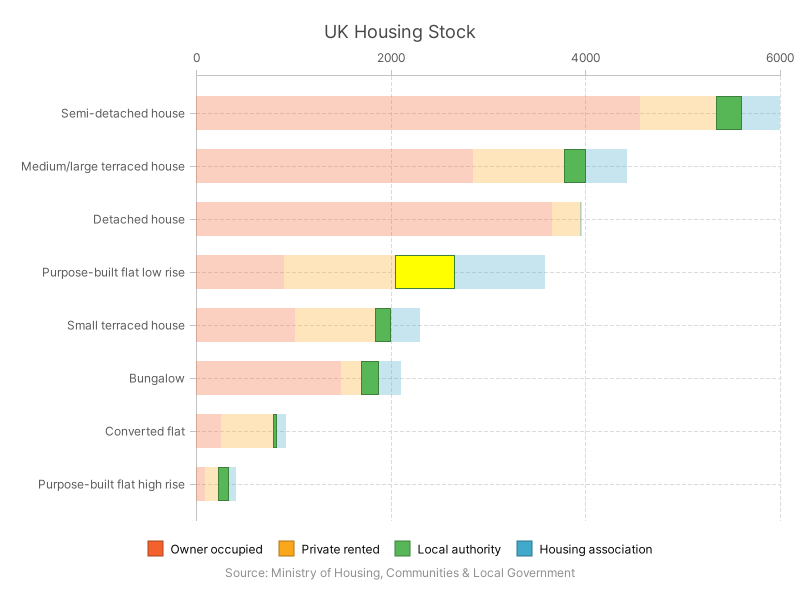 UK Housing Stock
0 2000 4000 6000
Semi-detached house
Medium/large terraced house
Detached house
Purpose-built flat low rise
Small terraced house
Bungalow
Converted flat
Purpose-built flat high rise
Owner occupied Private rented Local authority Housing association
Source: Ministry of Housing, Communities & Local Government